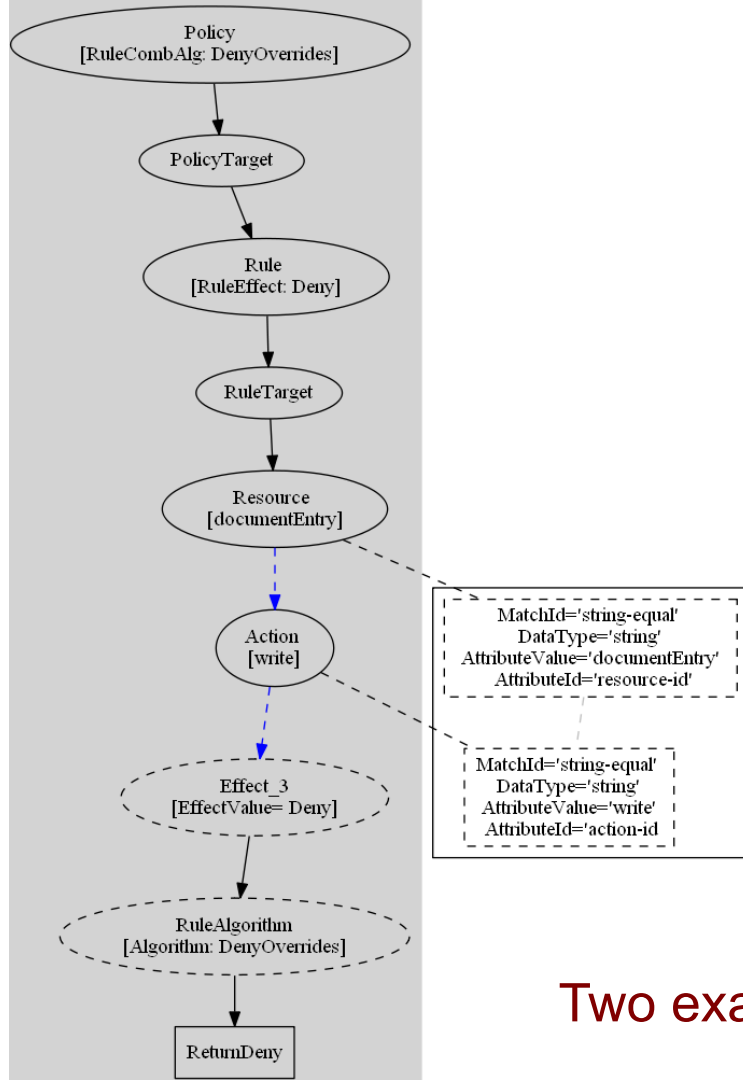 Policy
[RuleCombAlg: DenyOverrides]
PolicyTarget
Rule
[RuleEffect: Deny]
RuleTarget
Resource
[documentEntry]
Action
[write]
MatchId='string-equal'
DataType='string'
AttributeValue='documentEntry'
AttributeId='resource-id'
MatchId='string-equal'
DataType='string'
AttributeValue='write'
AttributeId='action-id
Effect_3
[EffectValue= Deny]
RuleAlgorithm
[Algorithm: DenyOverrides]
Two exa
ReturnDeny